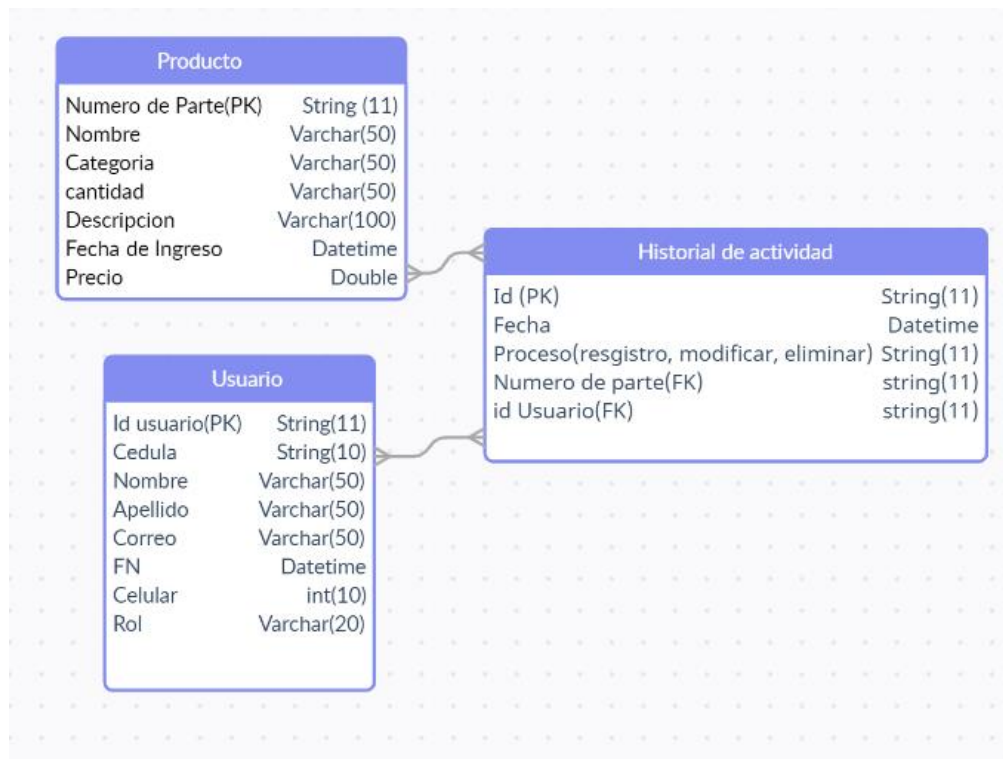 Producto
Numero de Parte(PK) String (11)
Nombre Varchar(50)
Categoria Varchar(50)
cantidad Varchar(50)
Descripcion Varchar(100)
Fecha de Ingreso Datetime
Precio Double
Historial de actividad
Id (PK) String(11)
Fecha Datetime
Proceso(resgistro, modificar, eliminar) String(11)
Numero de parte(FK) string(11)
id Usuario(FK) string(11)
Usuario
Id usuario(PK) String(11)
Cedula String(10)
Nombre Varchar(50)
Apellido Varchar(50)
Correo Varchar(50)
FN Datetime
Celular int(10)
Rol Varchar(20)